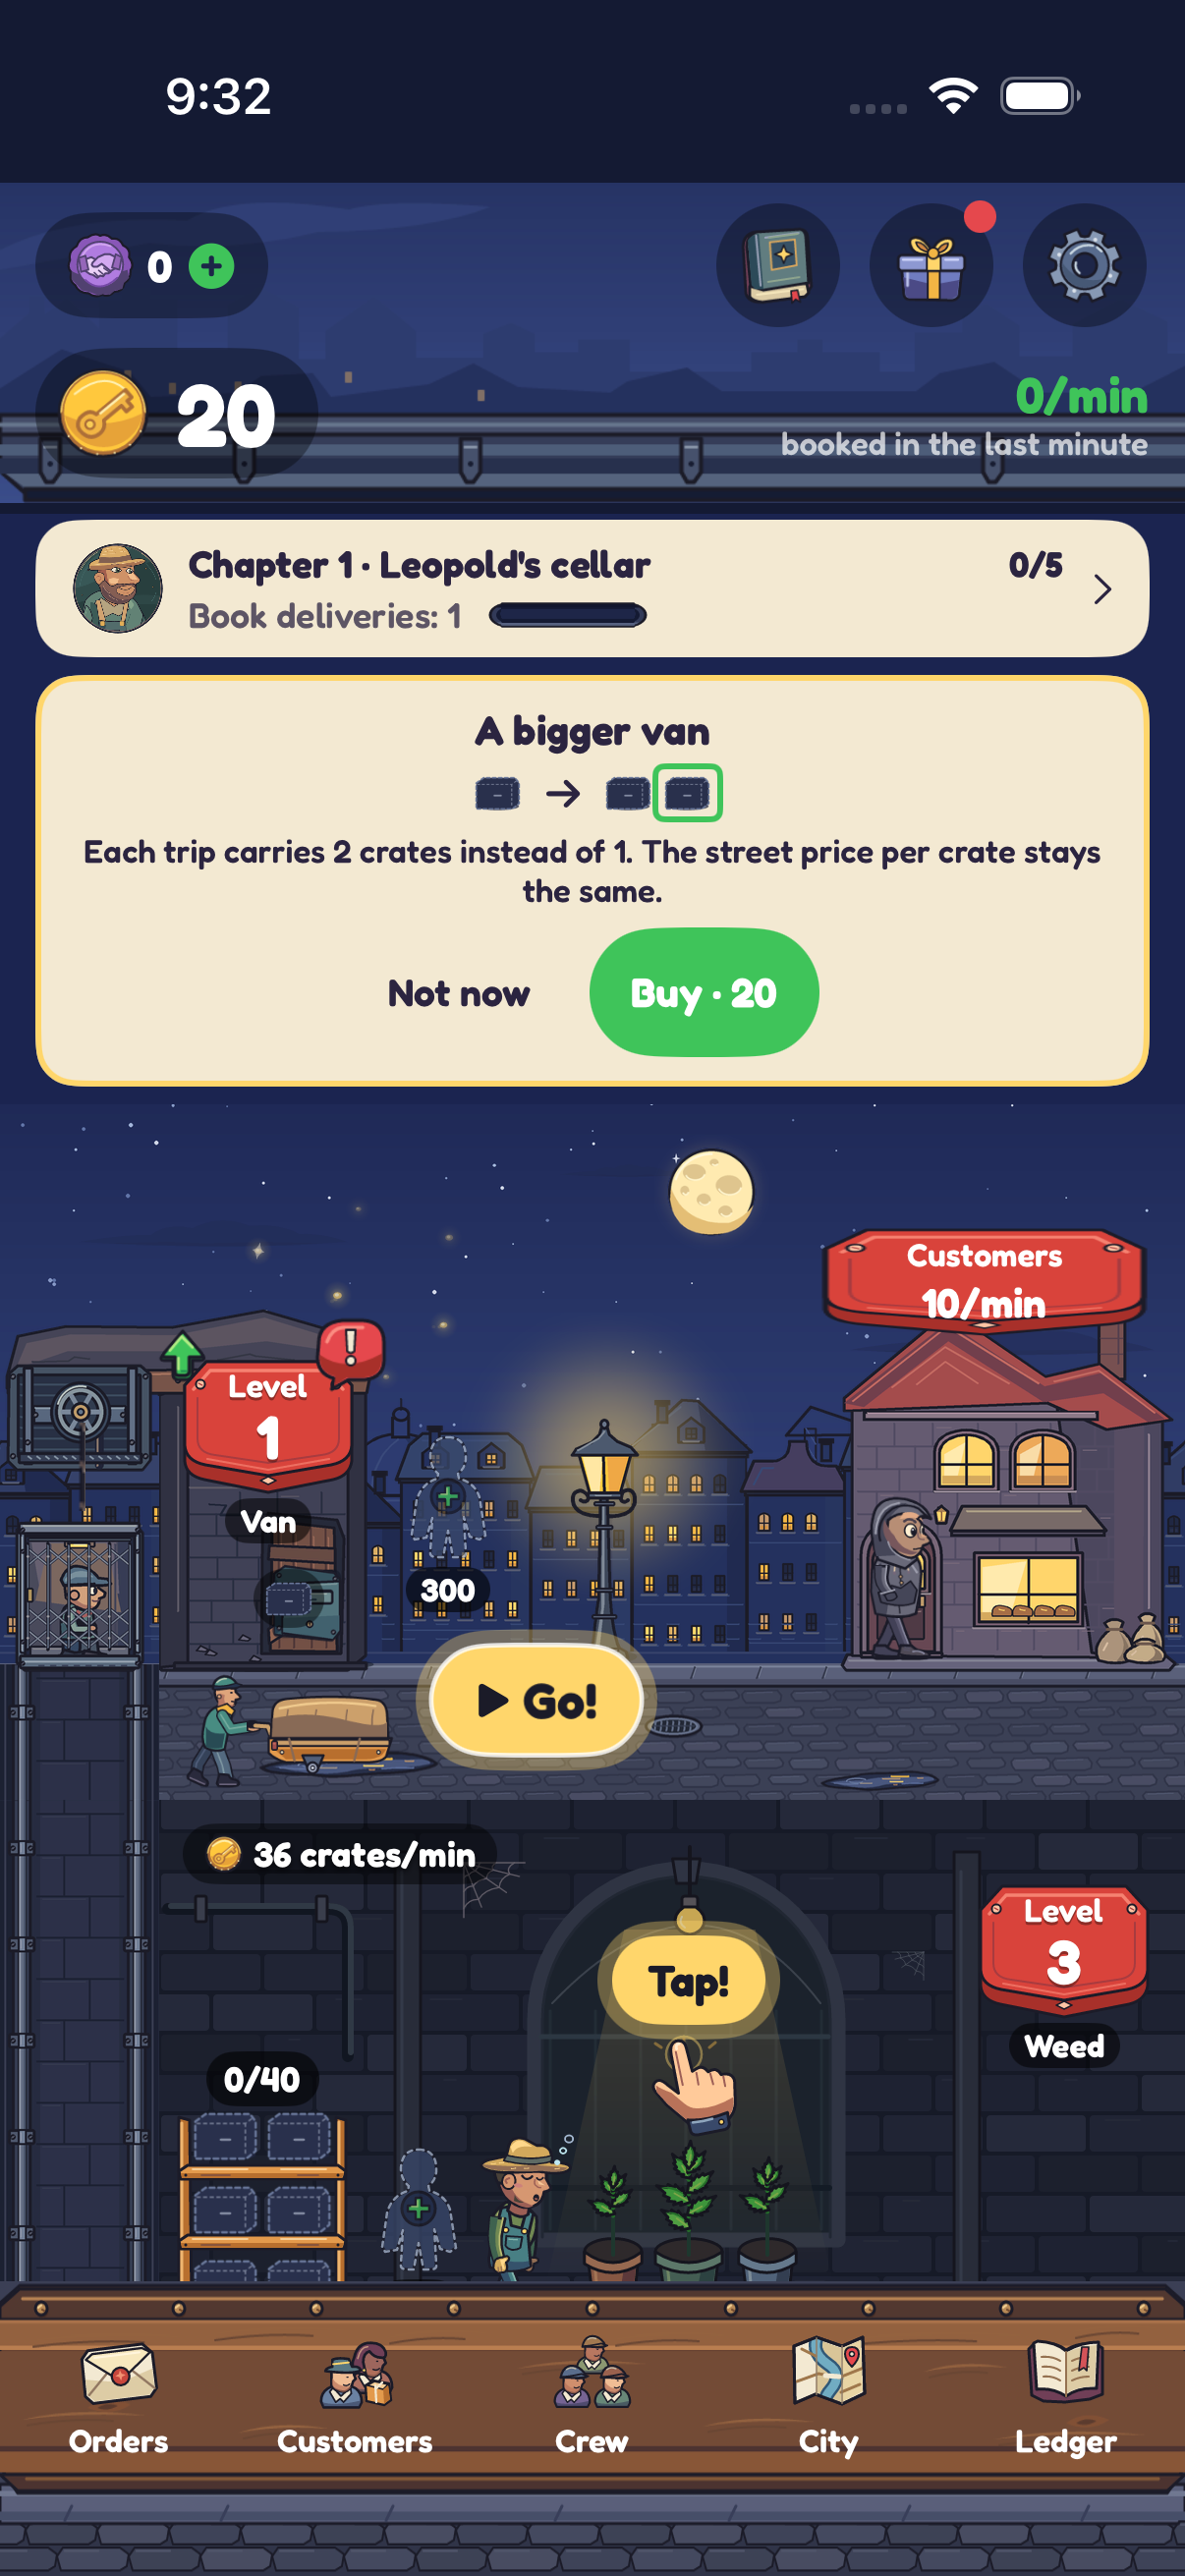 9:32
0
20
0/min
booked in the last minute
Chapter 1 · Leopold's cellar
0/5
Book deliveries: 1
A bigger van
Each trip carries 2 crates instead of 1. The street price per crate stays
the same.
Not now
Buy · 20
Customers
10/min
Level
1
Van
300
Go!
36 crates/min
Tap!
Level
3
Weed
0/40
Orders
Customers
Crew
City
Ledger